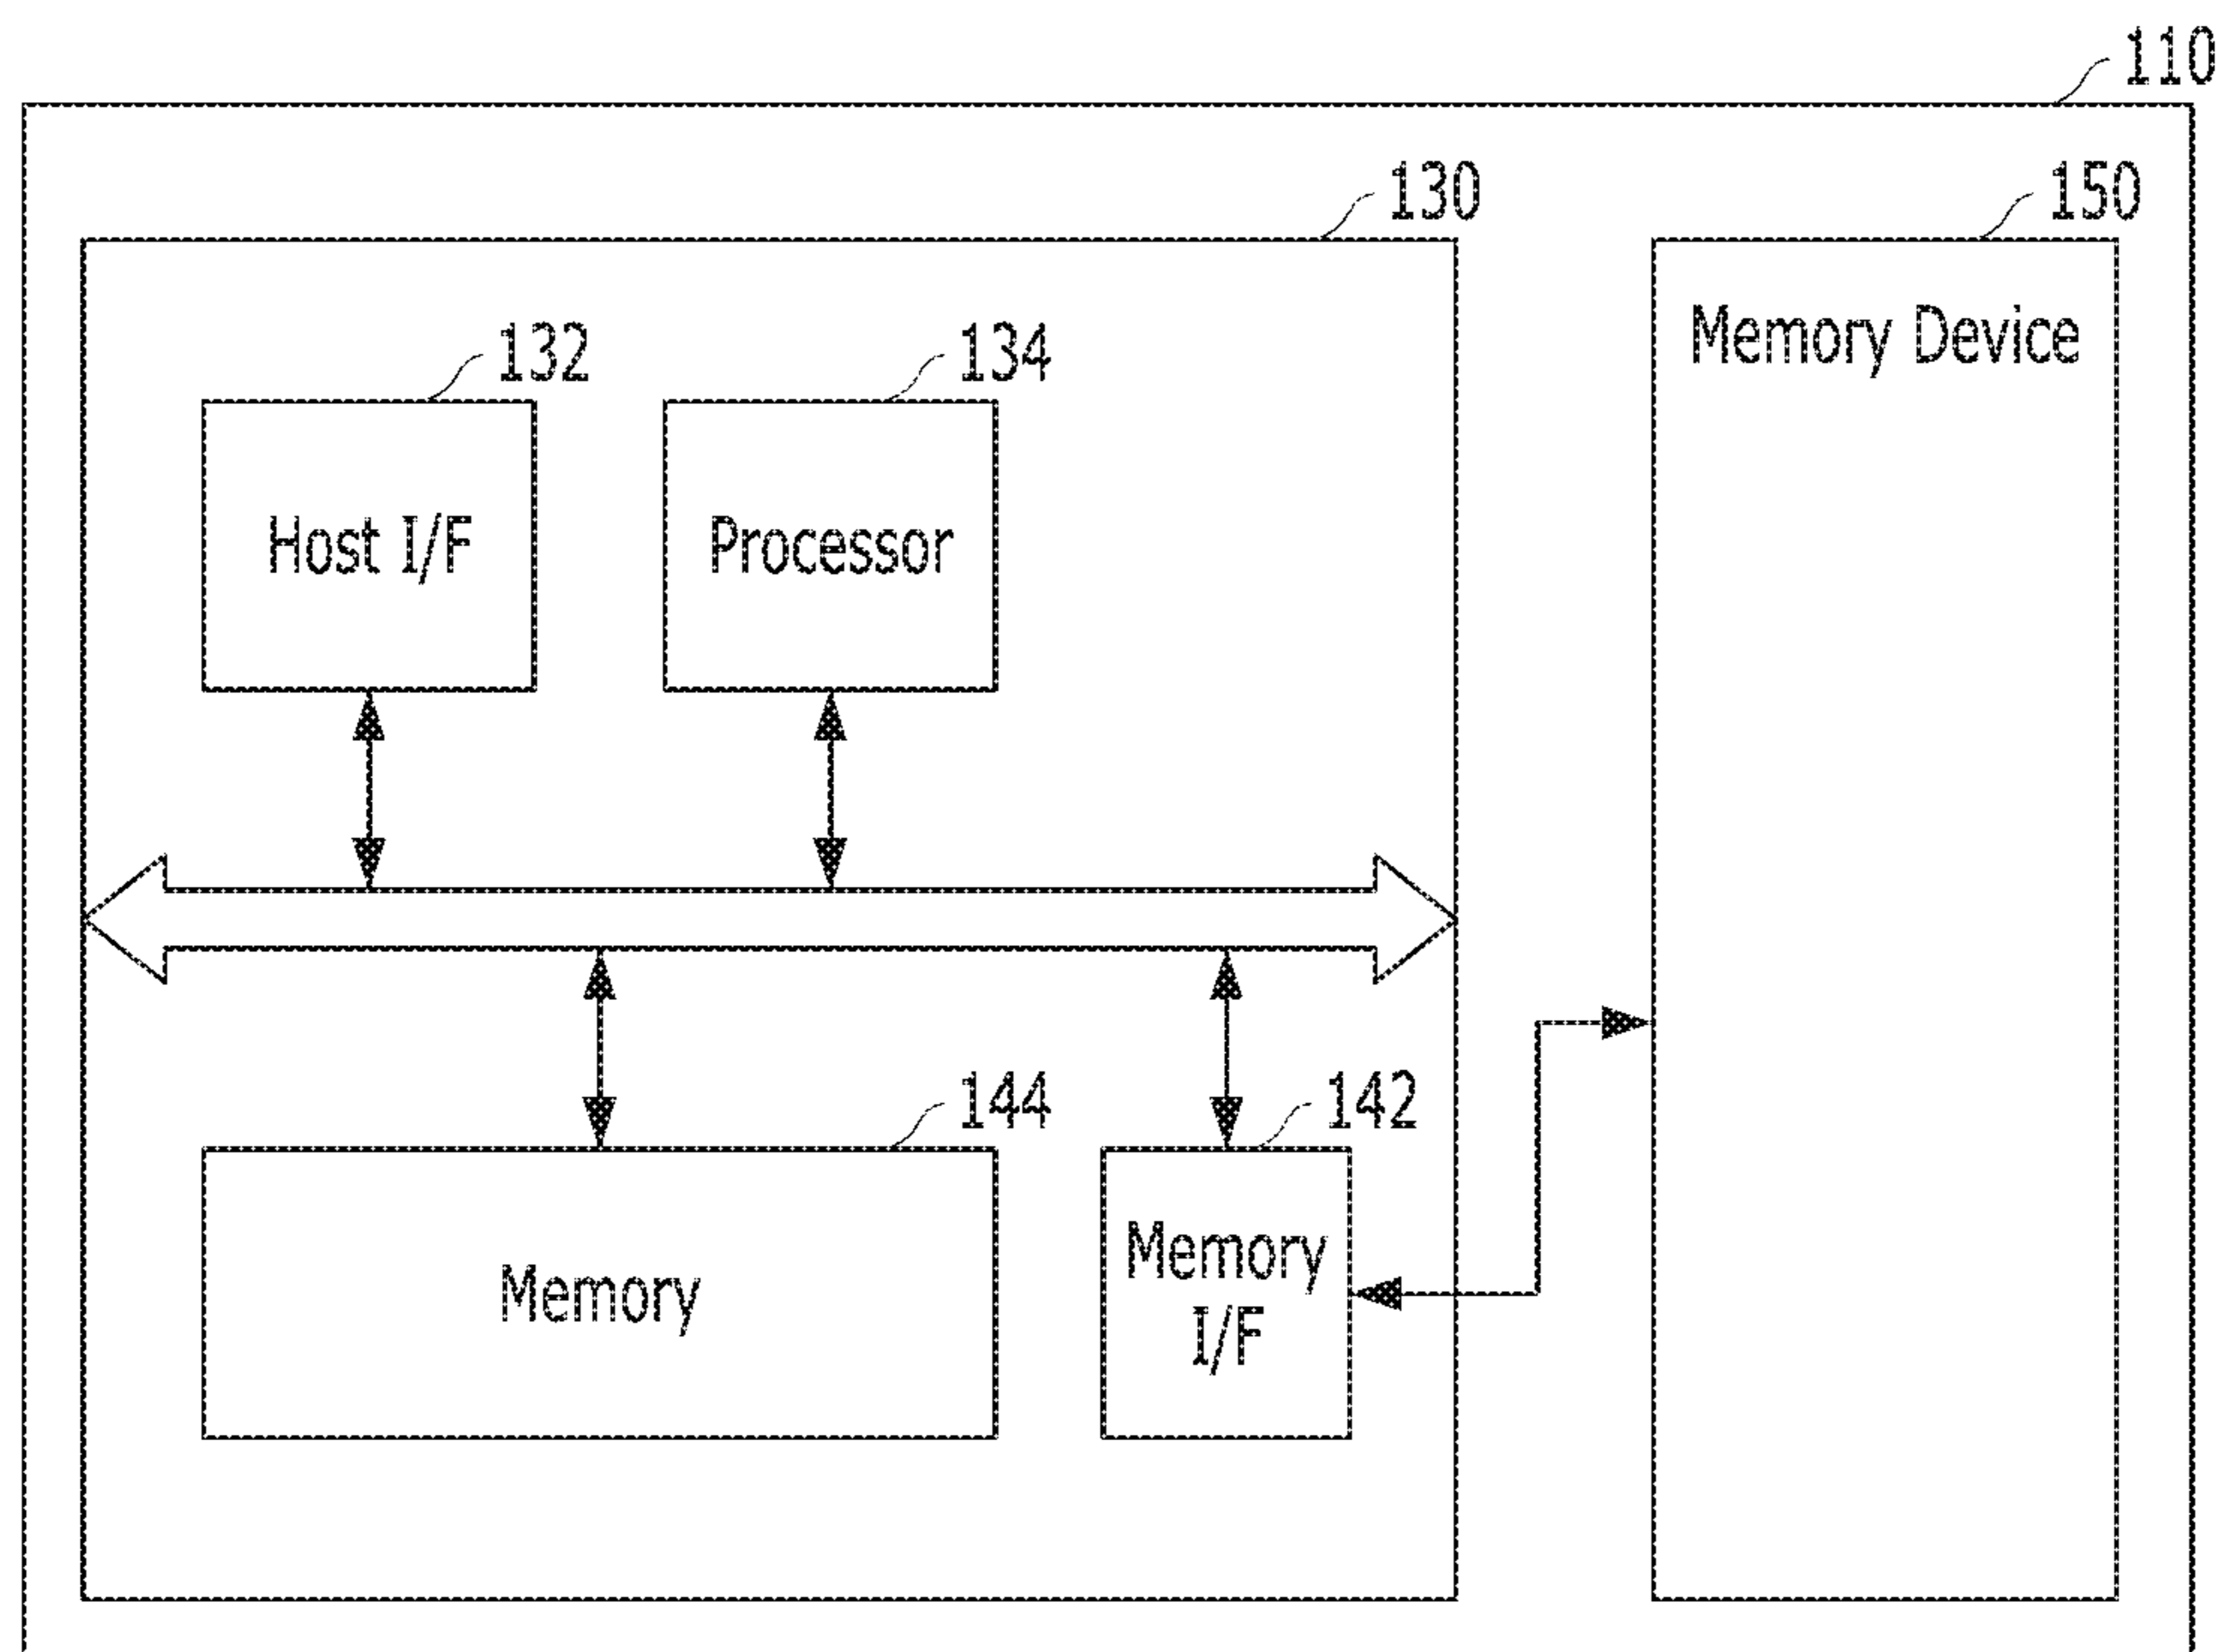 110
130
150
132
134
Memory Device
Host I/F
Processor
144
142
Memory
I/F
Memory